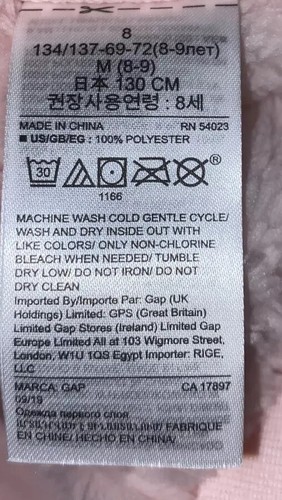 8
134/137-69-72(8-9лет)
M (8-9)
日本 130 CM
권장사용연령 : 8세
MADE IN CHINA RN 54023
■ US/GB/EG : 100% POLYESTER
30
®
1166
MACHINE WASH COLD GENTLE CYCLE/
WASH AND DRY INSIDE OUT WITH
LIKE COLORS/ ONLY NON-CHLORINE
BLEACH WHEN NEEDED/ TUMBLE
DRY LOW/ DO NOT IRON/ DO NOT
DRY CLEAN
Imported By/Importe Par: Gap (UK
Holdings) Limited: GPS (Great Britain)
Limited Gap Stores (Ireland) Limited Gap
Europe Limited All at 103 Wigmore Street,
London, W1U 1QS Egypt Importer: RIGE,
LLC
MARCA: GAP CA 17897
09/19
Одежда первого слоя
FABRIQUE
EN CHINE/ HECHO EN CHINA/